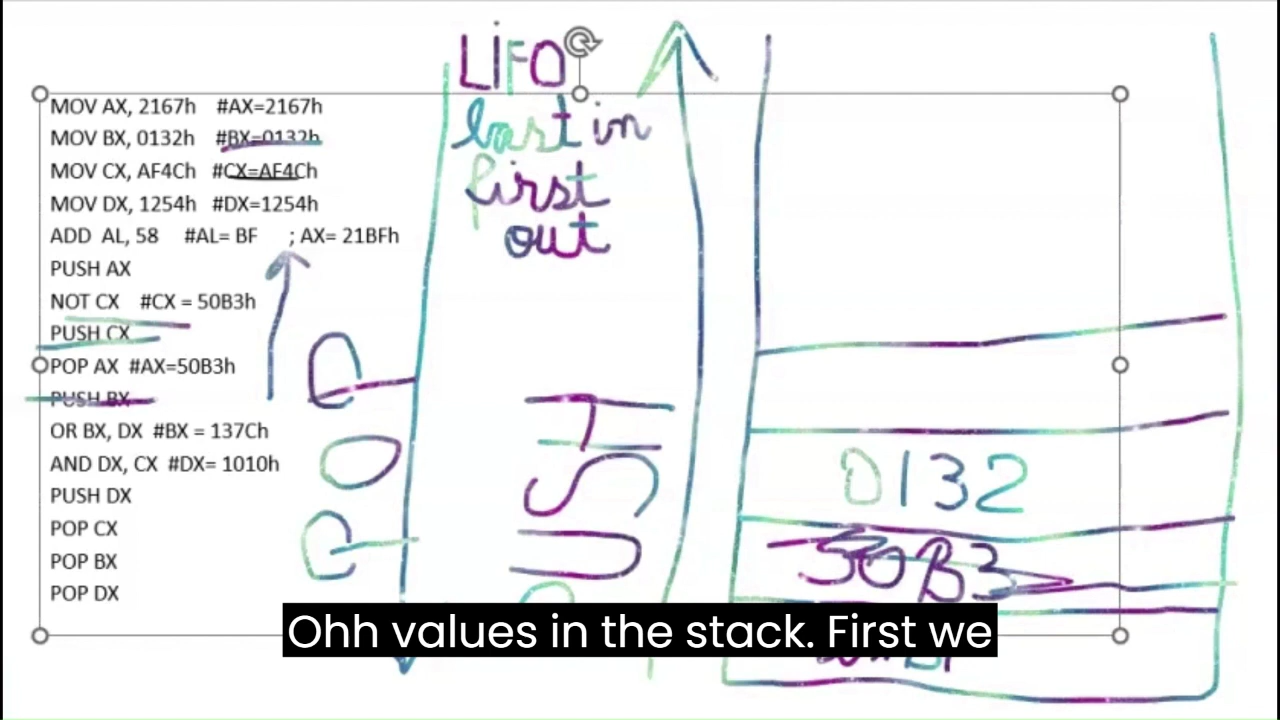 MOV AX, 2167h #AX=2167h
MOV BX, 0132h #BX=0132h
MOV CX, AF4Ch #CX=AF4Ch
MOV DX, 1254h #DX=1254h
ADD AL, 58 #AL= BF ; AX= 21BFh
PUSH AX
NOT CX #CX = 50B3h
PUSH CX
POP AX #AX=50B3h
PUSH BX
OR BX, DX #BX = 137Ch
AND DX, CX #DX= 1010h
PUSH DX
POP CX
POP BX
POP DX
LIFO
last in
first
out
POP
PUSH
0132
50B3
Ohh values in the stack. First we